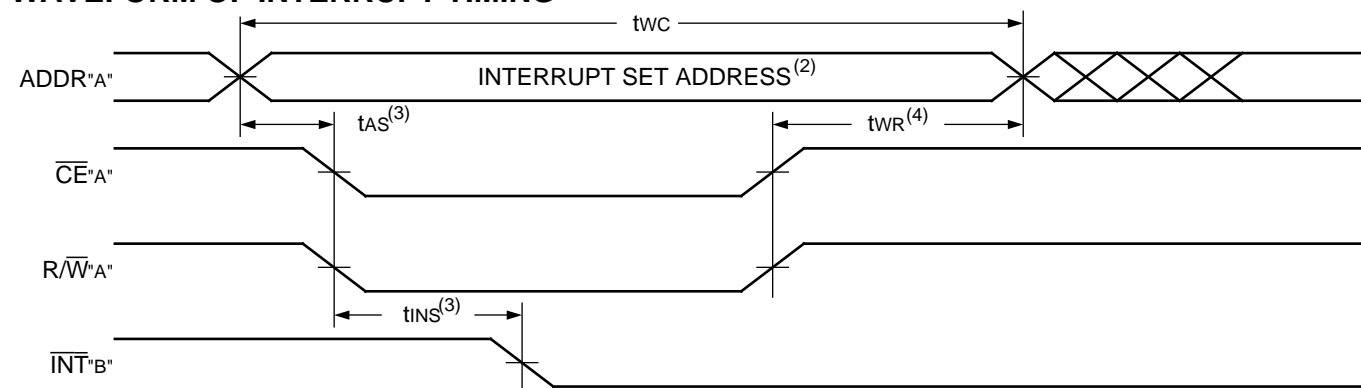 WAVEFORM OF INTERRUPT TIMING
tWC
ADDR"A"
INTERRUPT SET ADDRESS(2)
tAS(3)
tWR(4)
CE"A"
R/W"A"
tINS(3)
INT"B"